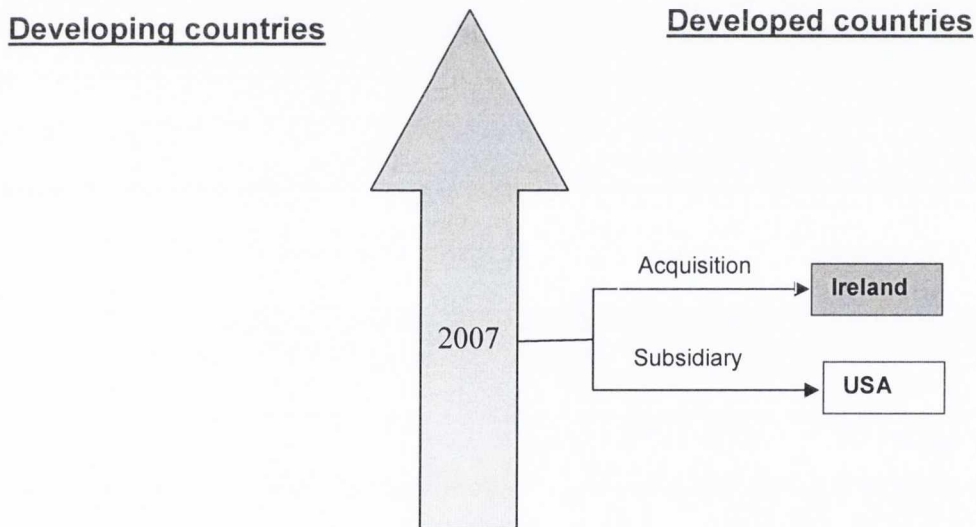 Developing countries
Developed countries
Acquisition
Ireland
2007
Subsidiary
USA